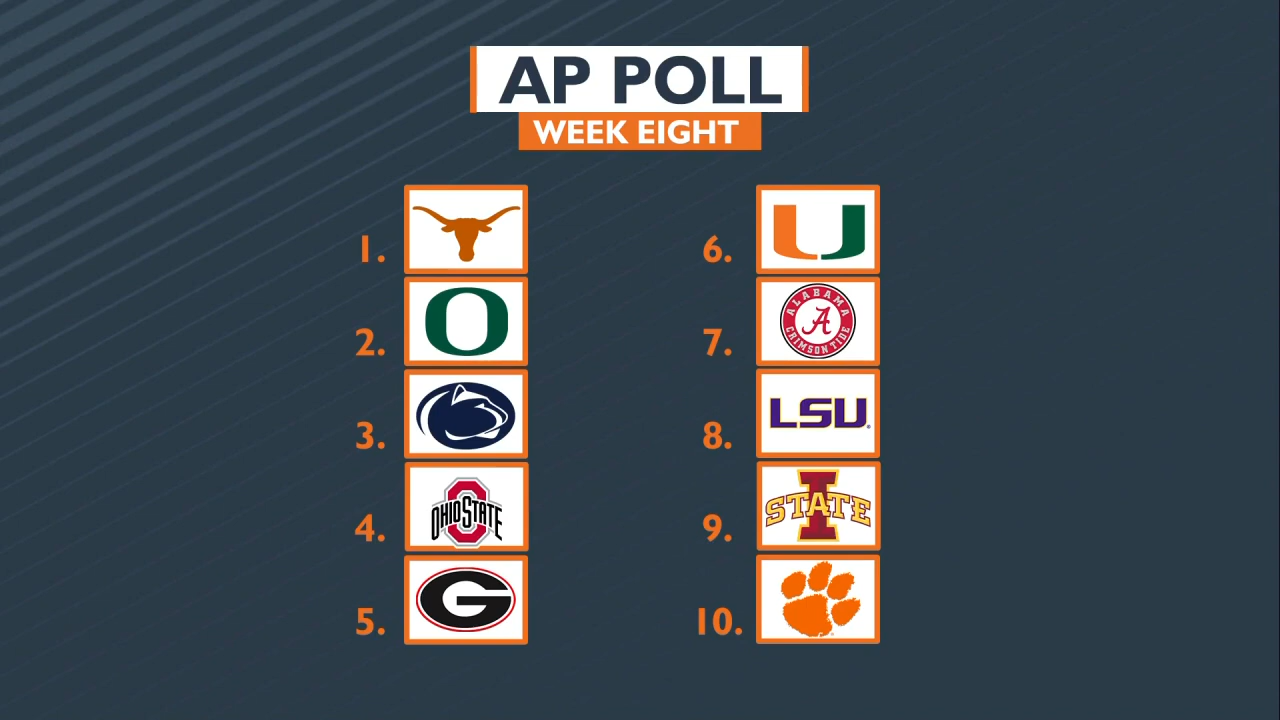 AP POLL
WEEK EIGHT
1.
2.
O
3.
4.
OHIO STATE
5.
G
6.
U
7.
ALABAMA
A
CRIMSON TIDE
8.
LSU
9.
I
STATE
10.